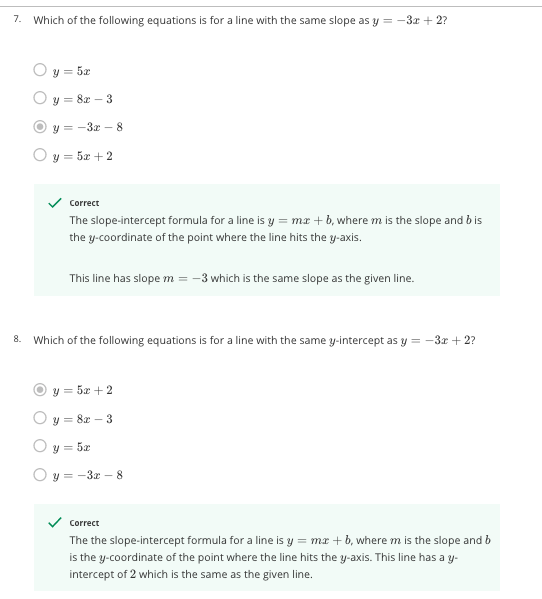 7. Which of the following equations is for a line with the same slope as y = −3x + 2?
y = 5x
y = 8x − 3
y = −3x − 8
y = 5x + 2
Correct
The slope-intercept formula for a line is y = mx + b, where m is the slope and b is
the y-coordinate of the point where the line hits the y-axis.
This line has slope m = −3 which is the same slope as the given line.
8. Which of the following equations is for a line with the same y-intercept as y = −3x + 2?
y = 5x + 2
y = 8x − 3
y = 5x
y = −3x − 8
Correct
The the slope-intercept formula for a line is y = mx + b, where m is the slope and b
is the y-coordinate of the point where the line hits the y-axis. This line has a y-
intercept of 2 which is the same as the given line.